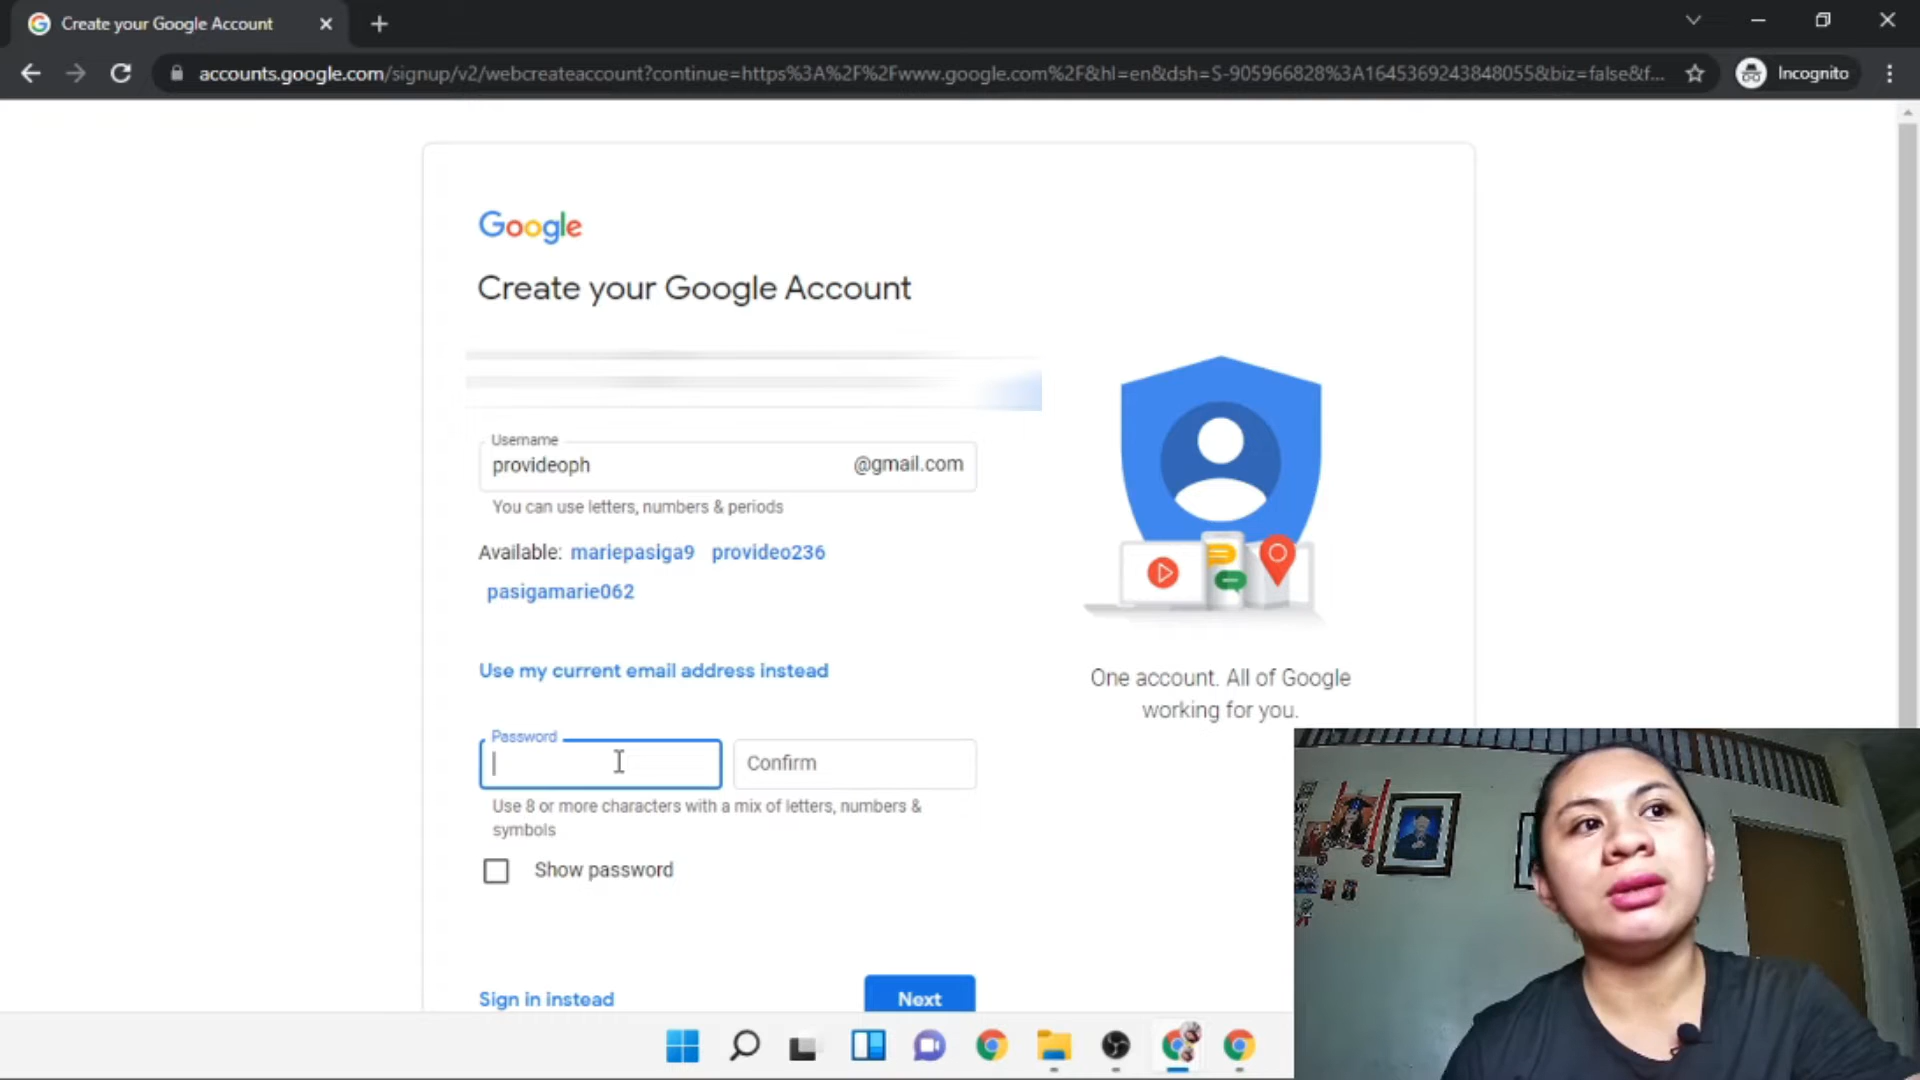 Create your Google Account
accounts.google.com/signup/v2/webcreateaccount?continue=https%3A%2F%2Fwww.google.com%2F&hl=en&dsh=S-905966828%3A1645369243848055&biz=false&f...
Incognito
Google
Create your Google Account
Username
provideoph
@gmail.com
You can use letters, numbers & periods
Available: mariepasiga9 provideo236
pasigamarie062
Use my current email address instead
Password
Confirm
Use 8 or more characters with a mix of letters, numbers &
symbols
Show password
Sign in instead
Next
One account. All of Google
working for you.